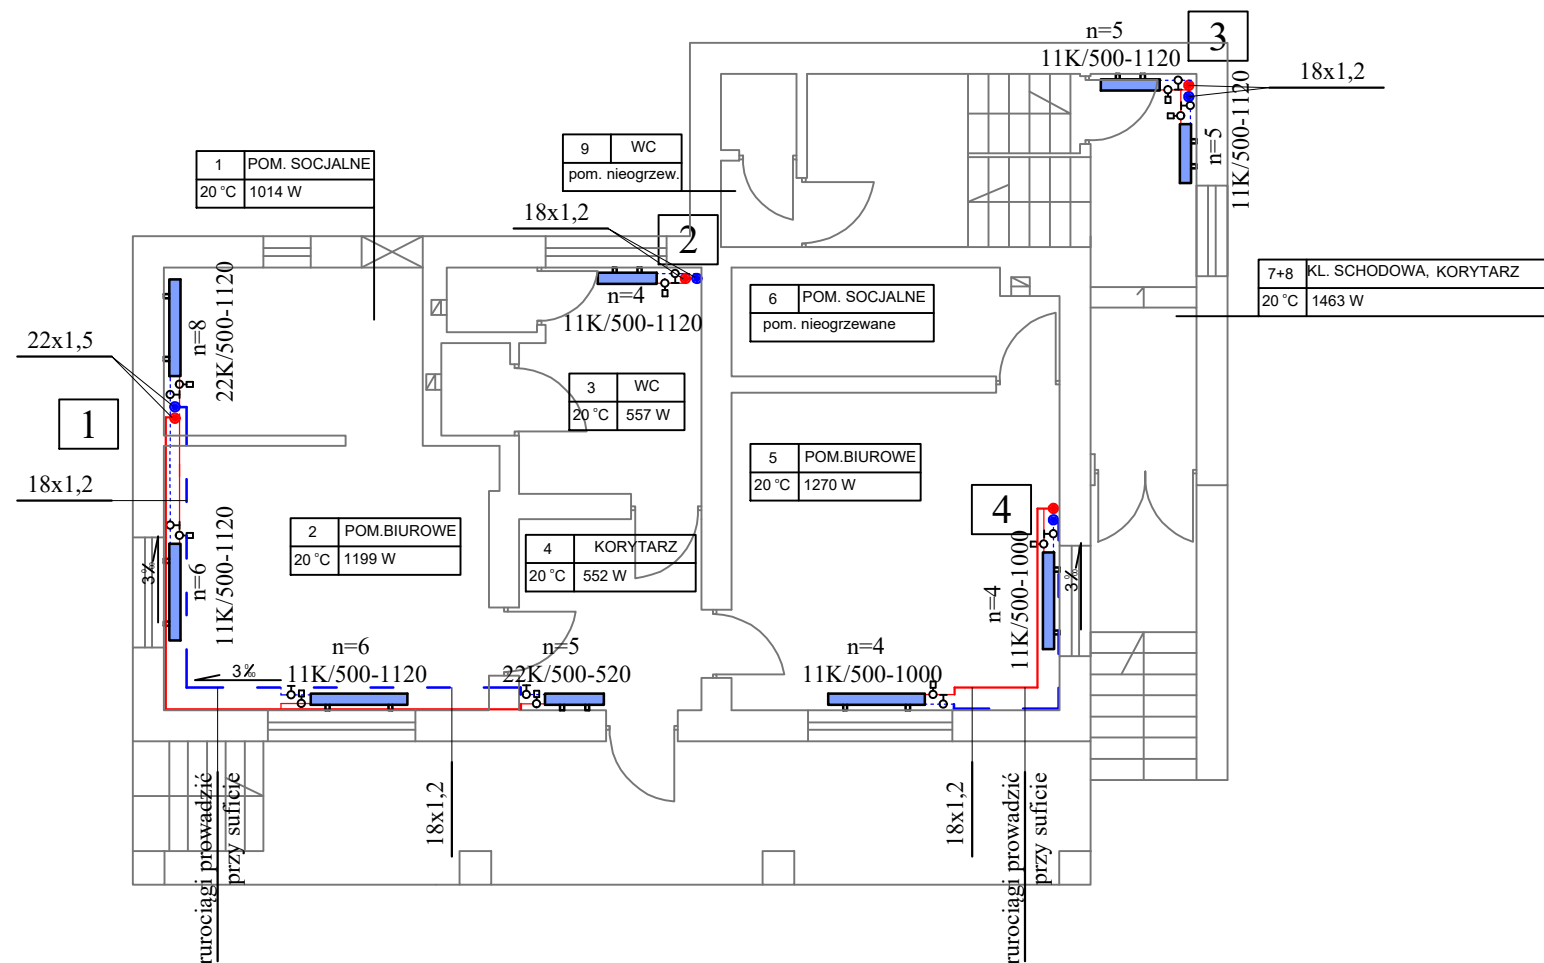 n=5
11K/500-1120
3
18x1,2
n=5
11K/500-1120
9 WC
pom. nieogrzew.
1 POM. SOCJALNE
20 °C 1014 W
18x1,2
2
n=4
11K/500-1120
6 POM. SOCJALNE
pom. nieogrzewane
7+8 KL. SCHODOWA, KORYTARZ
20 °C 1463 W
n=8
22K/500-1120
22x1,5
1
18x1,2
3 WC
20 °C 557 W
5 POM.BIUROWE
20 °C 1270 W
4
2 POM.BIUROWE
20 °C 1199 W
4 KORYTARZ
20 °C 552 W
3‰
n=6
11K/500-1120
n=4
11K/500-1000
3‰
3‰
n=6
11K/500-1120
n=5
22K/500-520
n=4
11K/500-1000
rurociągi prowadzić
przy suficie
18x1,2
18x1,2
rurociągi prowadzić
przy suficie